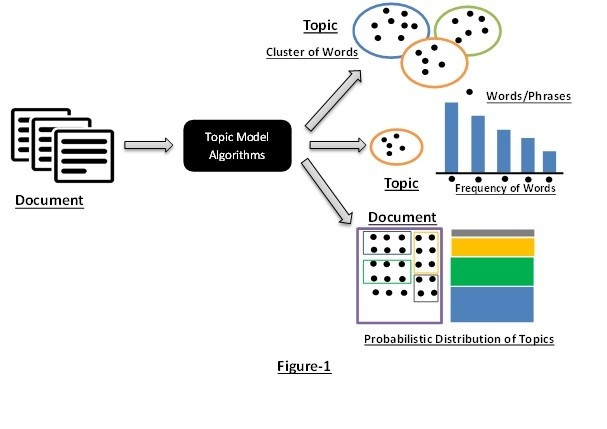 Topic
Cluster of Words
Words/Phrases
Topic Model
Algorithms
Document
Topic
Frequency of Words
Document
Probabilistic Distribution of Topics
Figure-1